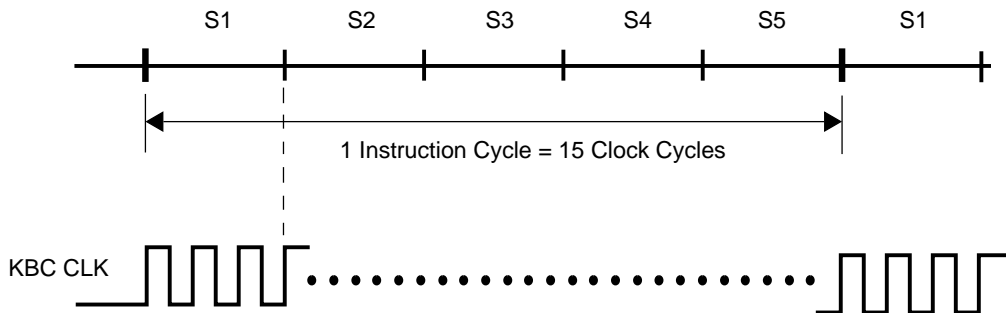 S1 S2 S3 S4 S5 S1
1 Instruction Cycle = 15 Clock Cycles
KBC CLK